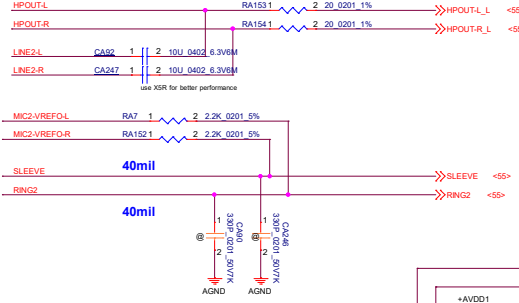 HPOUT-L RA153 1 2 20_0201_1% HPOUT-L_L <55
HPOUT-R RA154 1 2 20_0201_1% HPOUT-R_L <55
LINE2-L CA92 1 2 10U_0402_6.3V6M
LINE2-R CA247 1 2 10U_0402_6.3V6M
use X5R for better performance
MIC2-VREFO-L RA7 1 2 2.2K_0201_5%
MIC2-VREFO-R RA152 1 2 2.2K_0201_5%
40mil
SLEEVE SLEEVE <55>
RING2 RING2 <55>
40mil
@ 1 2 CA90 330P_0201_50V7K
@ 1 2 CA246 330P_0201_50V7K
AGND AGND
+AVDD1